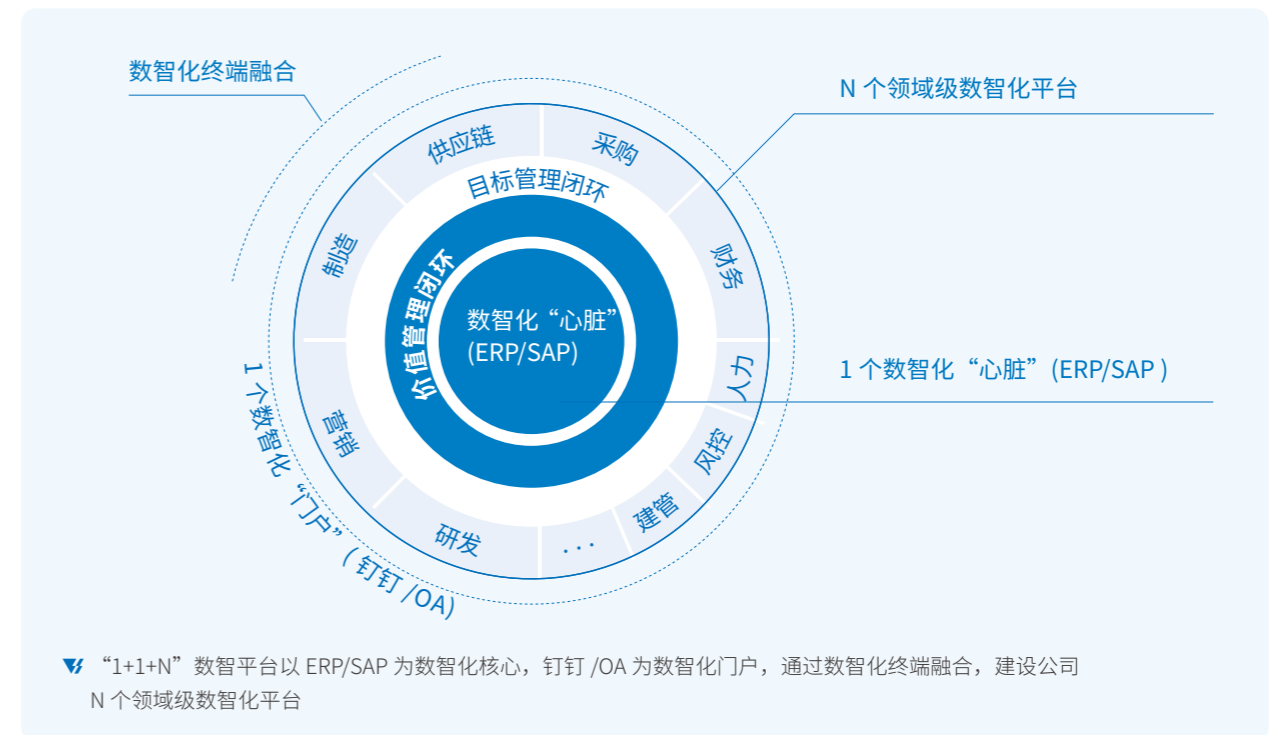 数智化终端融合
N 个领域级数智化平台
供应链
采购
目标管理闭环
制造
财务
价值管理闭环
数智化“心脏”
(ERP/SAP)
人力
1 个数智化“心脏”(ERP/SAP )
营销
风控
建管
研发
...
1 个数智化“门户”( 钉钉 /OA)
“1+1+N”数智平台以 ERP/SAP 为数智化核心，钉钉 /OA 为数智化门户，通过数智化终端融合，建设公司
N 个领域级数智化平台